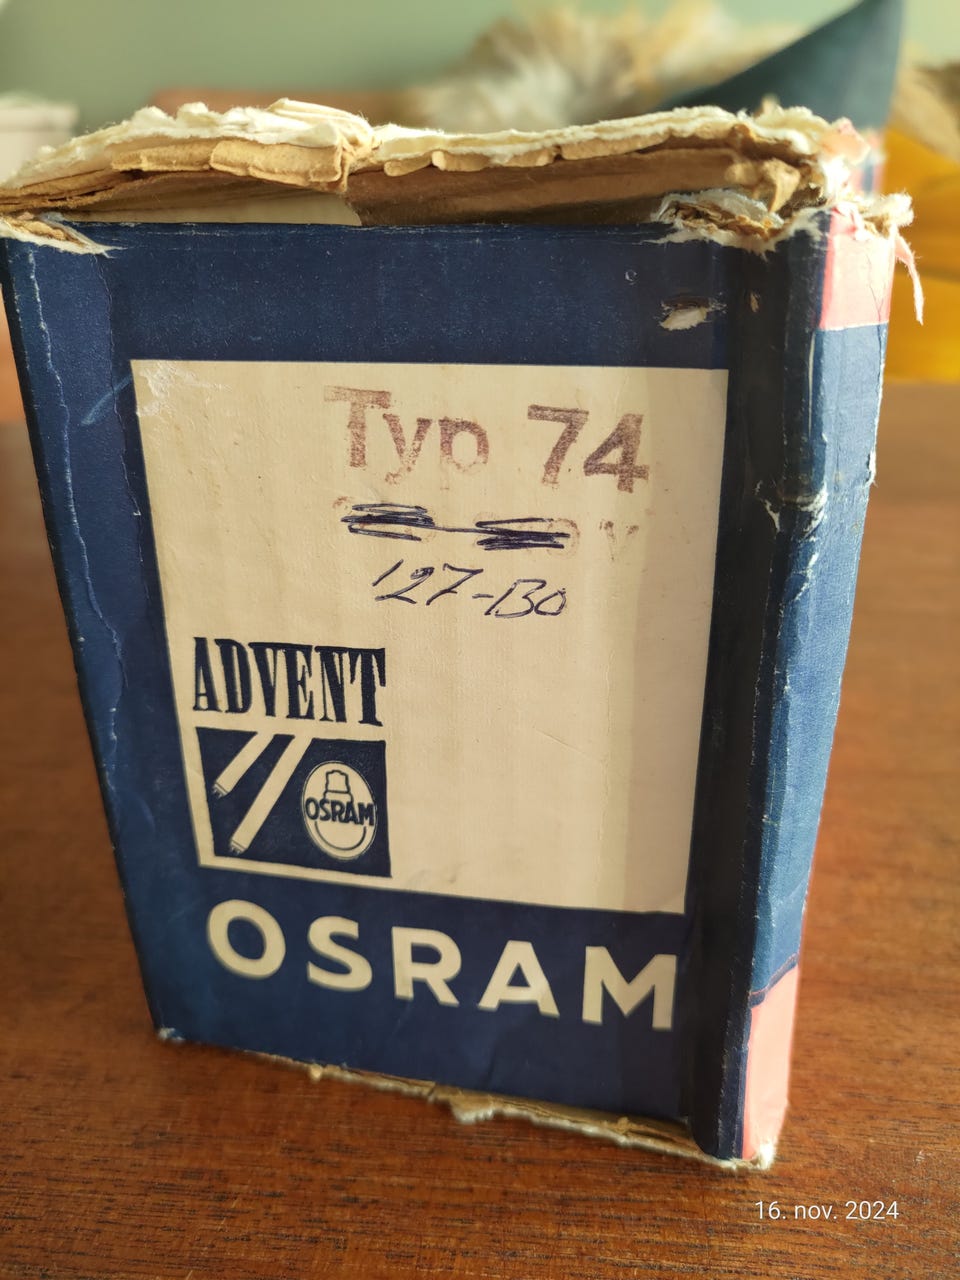 Typ 74
V
127-130
ADVENT
OSRAM
OSRAM
16. nov. 2024